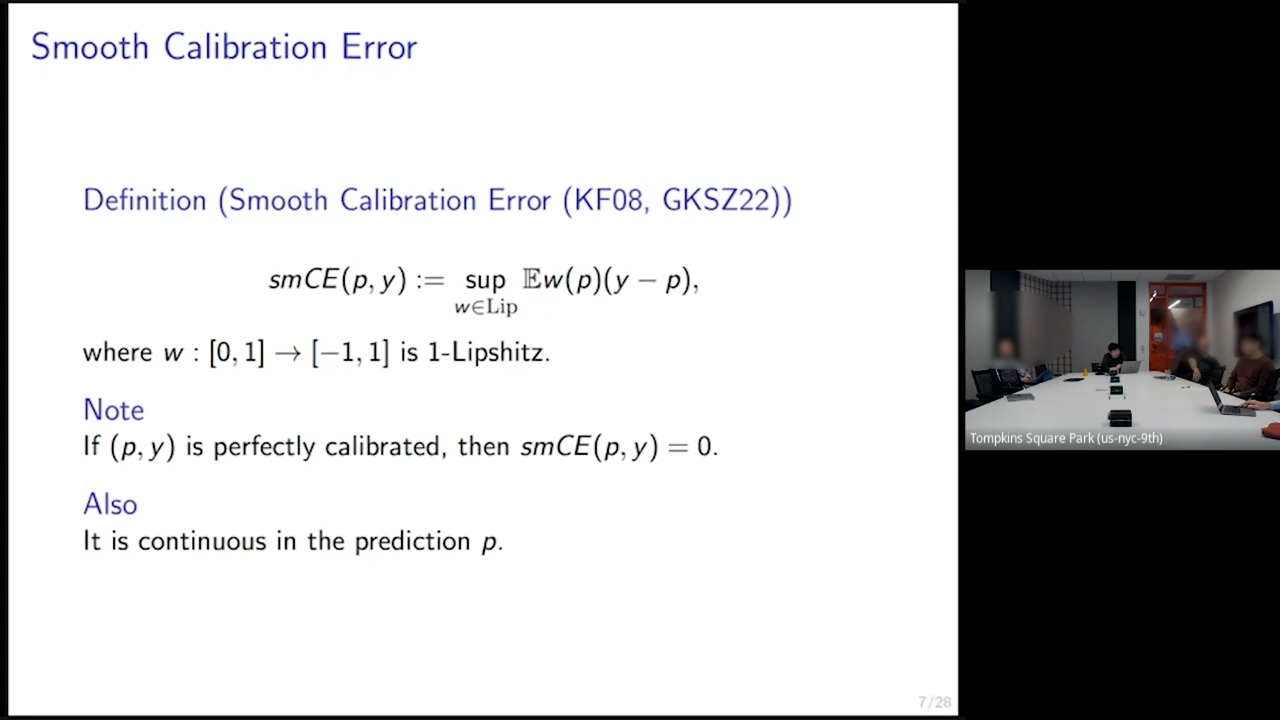 Smooth Calibration Error
Definition (Smooth Calibration Error (KF08, GKSZ22))
smCE(p, y) := sup 𝔼w(p)(y − p),
w∈Lip
where w : [0, 1] → [−1, 1] is 1-Lipshitz.
Note
If (p, y) is perfectly calibrated, then smCE(p, y) = 0.
Also
It is continuous in the prediction p.
7/28
Tompkins Square Park (us-nyc-9th)